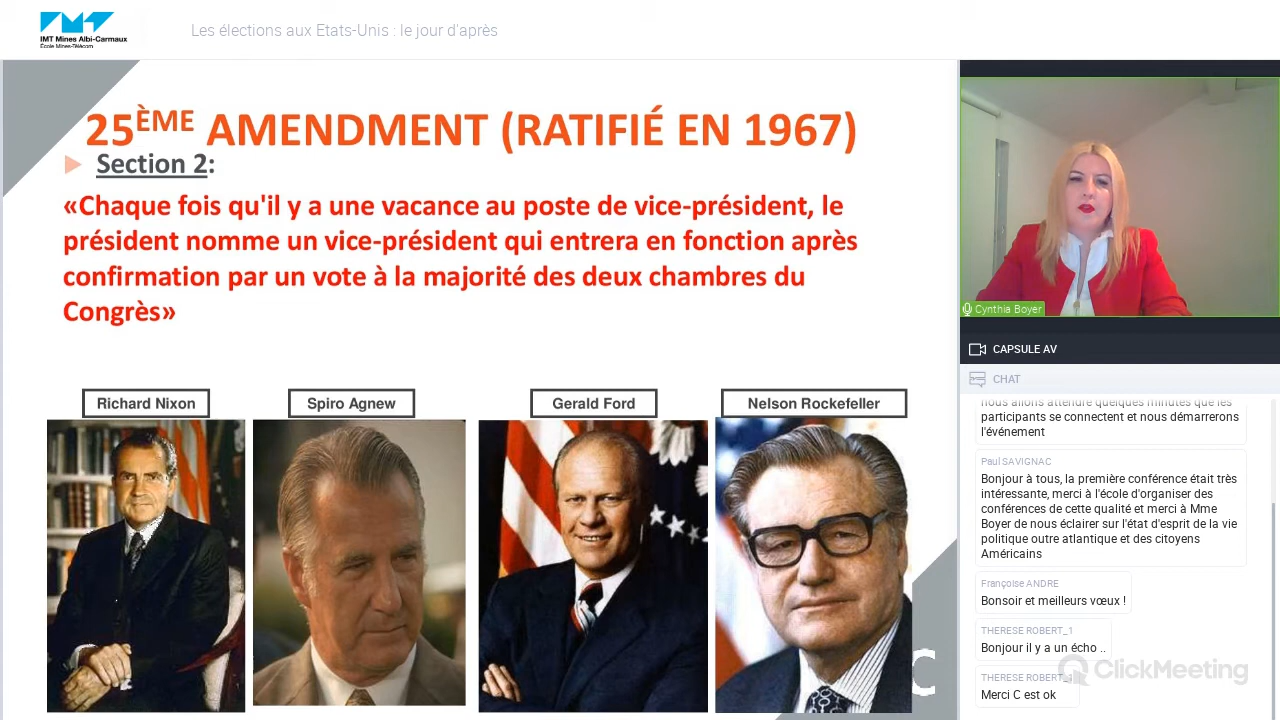 IMT Mines Albi-Carmaux
École Mines-Télécom
Les élections aux Etats-Unis : le jour d'après
25ÈME AMENDMENT (RATIFIÉ EN 1967)
Section 2:
«Chaque fois qu'il y a une vacance au poste de vice-président, le
président nomme un vice-président qui entrera en fonction après
confirmation par un vote à la majorité des deux chambres du
Congrès»
Richard Nixon
Spiro Agnew
Gerald Ford
Nelson Rockefeller
C
Cynthia Boyer
CAPSULE AV
CHAT
nous allons attendre quelques minutes que les
participants se connectent et nous démarrerons
l'événement
Paul SAVIGNAC
Bonjour à tous, la première conférence était très
intéressante, merci à l'école d'organiser des
conférences de cette qualité et merci à Mme
Boyer de nous éclairer sur l'état d'esprit de la vie
politique outre atlantique et des citoyens
Américains
Françoise ANDRE
Bonsoir et meilleurs vœux !
THERESE ROBERT_1
Bonjour il y a un écho ..
THERESE ROBERT_1
Merci C est ok
ClickMeeting